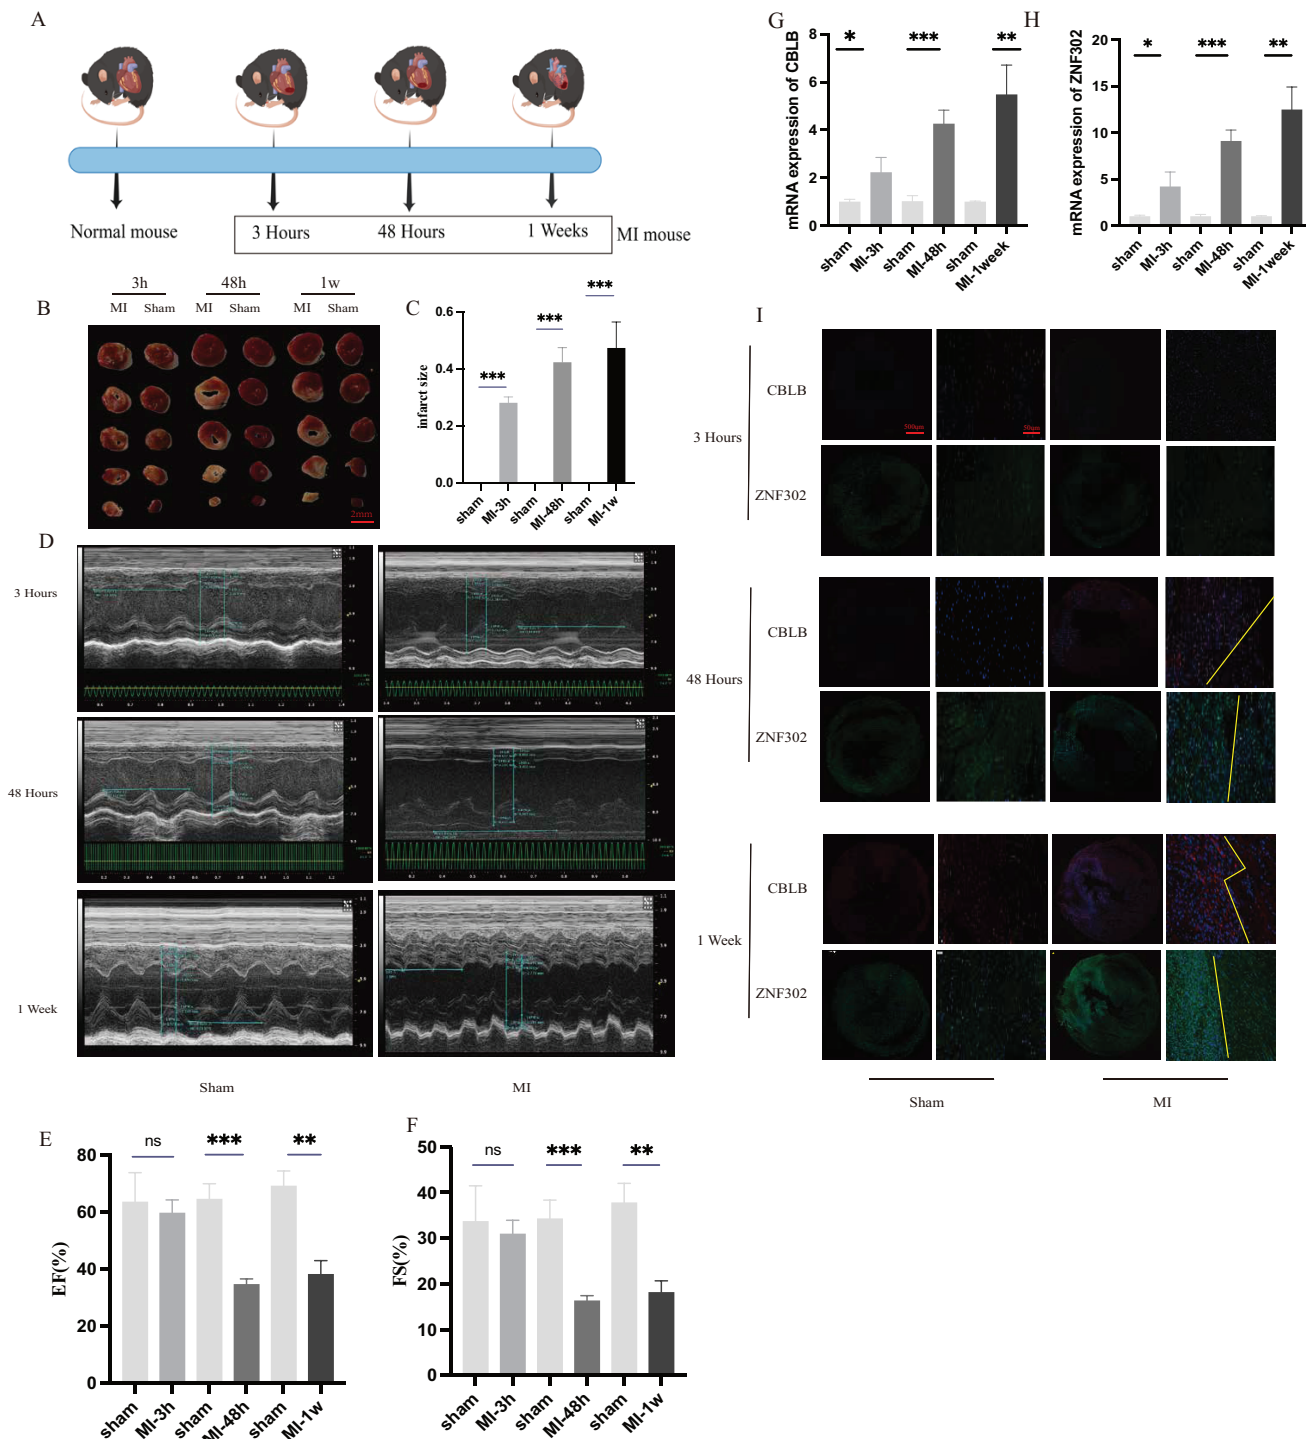 A
Normal mouse
3 Hours
48 Hours
1 Weeks
MI mouse
B
3h
48h
1w
MI
Sham
MI
Sham
MI
Sham
2mm
C
infarct size
0.6
0.4
0.2
0.0
***
***
***
sham
MI-3h
sham
MI-48h
sham
MI-1w
D
3 Hours
48 Hours
1 Week
Sham
MI
E
EF(%)
80
60
40
20
0
ns
***
**
sham
MI-3h
sham
MI-48h
sham
MI-1w
F
FS(%)
50
40
30
20
10
0
ns
***
**
sham
MI-3h
sham
MI-48h
sham
MI-1w
G
mRNA expression of CBLB
8
6
4
2
0
*
***
**
sham
MI-3h
sham
MI-48h
sham
MI-1week
H
mRNA expression of ZNF302
20
15
10
5
0
*
***
**
sham
MI-3h
sham
MI-48h
sham
MI-1week
I
3 Hours
CBLB
500μm
50μm
ZNF302
48 Hours
CBLB
ZNF302
1 Week
CBLB
ZNF302
Sham
MI